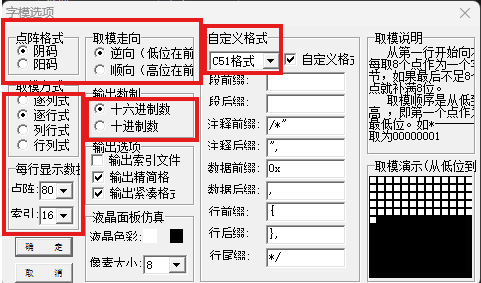 字模选项
点阵格式
阴码
阳码
取模走向
逆向（低位在前
顺向（高位在前
自定义格式
C51格式
自定义格式
取模说明
从第一行开始向
每取8个点作为一个字
节，如果最后不足8个
点就补满8位。
取模顺序是从低到
高，即第一个点作为
最低位。如*-------
取为00000001
取模方式
逐列式
逐行式
列行式
行列式
输出数制
十六进制数
十进制数
输出选项
输出索引文件
输出精简格
输出紧凑格式
每行显示数据
点阵: 80
索引: 16
液晶面板仿真
液晶色彩:
像素大小: 8
段前缀:
段后缀:
注释前缀: /*"
注释后缀: ",
数据前缀: 0x
数据后缀: ,
行前缀: {
行后缀: },
行尾缀: */
取模演示(从低位到
确 定
取 消